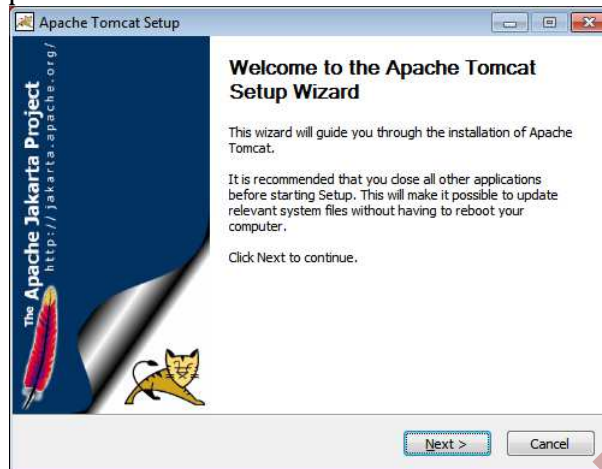 Apache Tomcat Setup
The Apache Jakarta Project
http://jakarta.apache.org/
Welcome to the Apache Tomcat
Setup Wizard
This wizard will guide you through the installation of Apache
Tomcat.
It is recommended that you close all other applications
before starting Setup. This will make it possible to update
relevant system files without having to reboot your
computer.
Click Next to continue.
Next >
Cancel